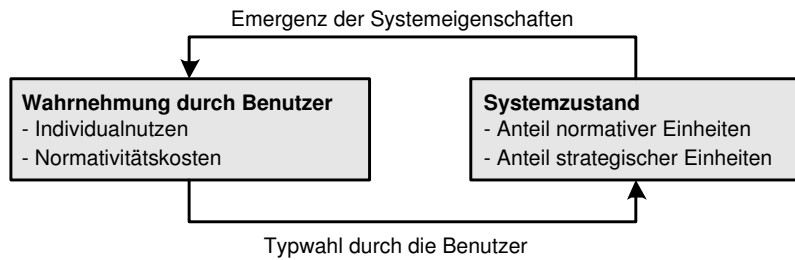 Emergenz der Systemeigenschaften
Wahrnehmung durch Benutzer
- Individualnutzen
- Normativitätskosten
Systemzustand
- Anteil normativer Einheiten
- Anteil strategischer Einheiten
Typwahl durch die Benutzer